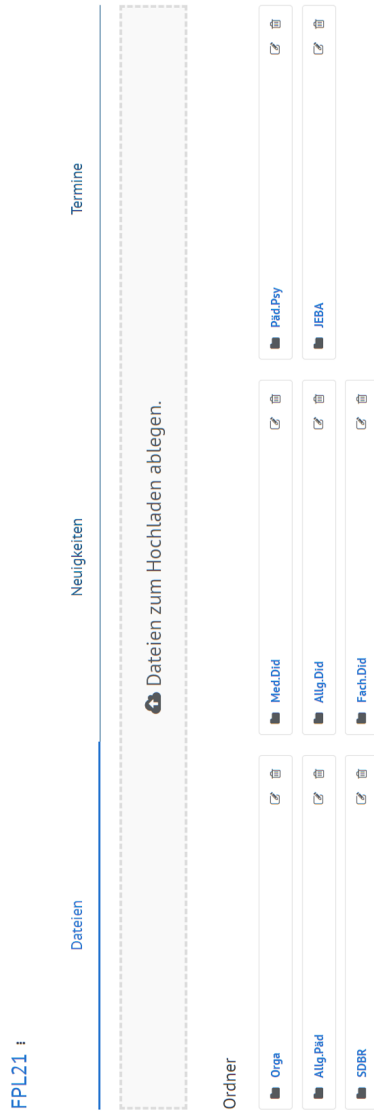 FPL21
Dateien
Neuigkeiten
Termine
Dateien zum Hochladen ablegen.
Ordner
Orga
Med.Did
Päd.Psy
Allg.Päd
Allg.Did
JEBA
SDBR
Fach.Did